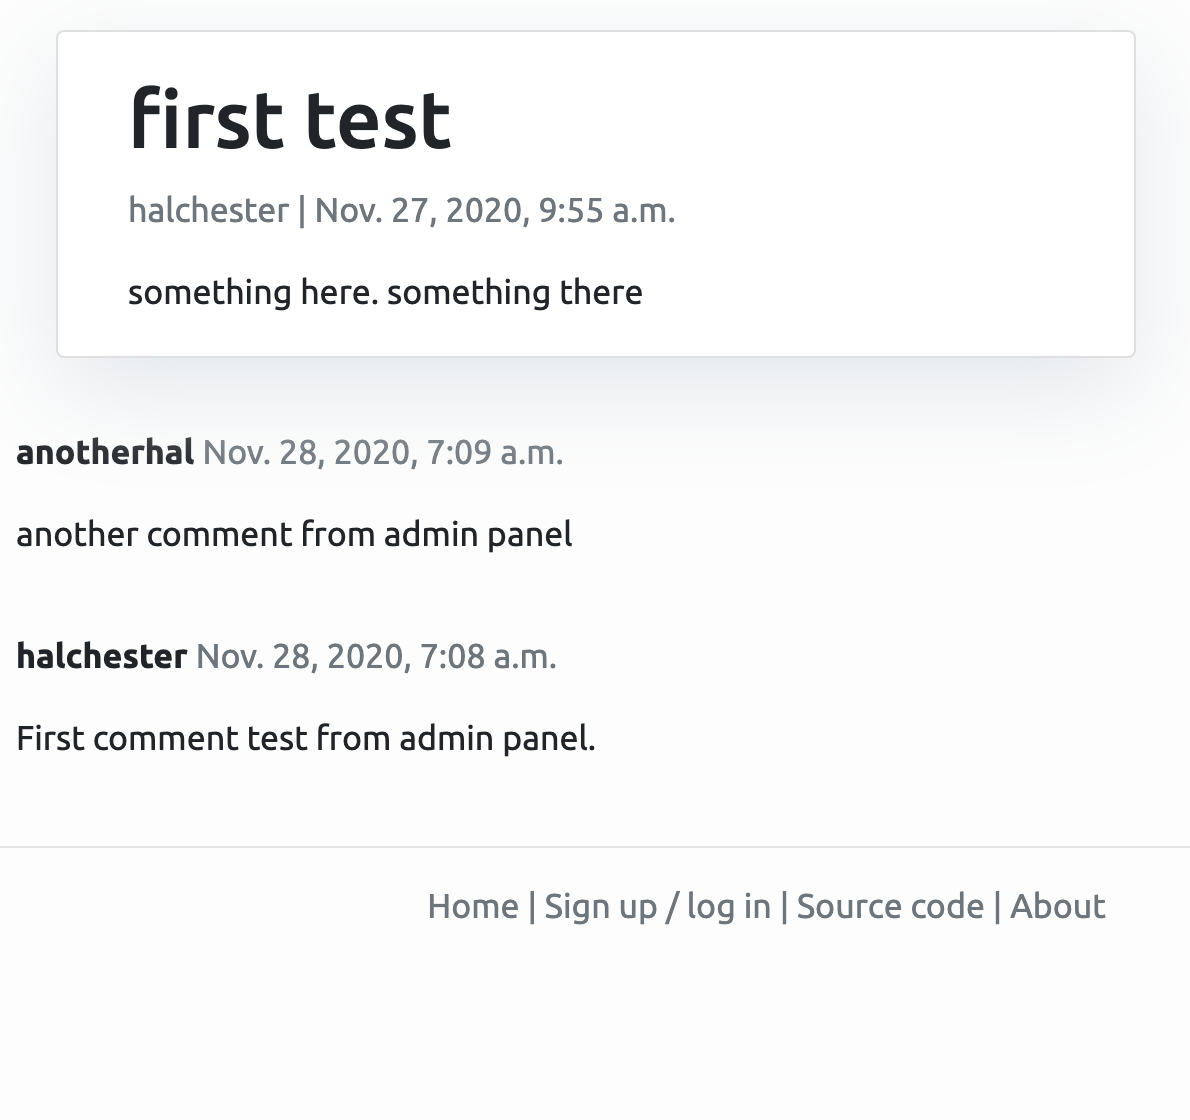 first test
halchester | Nov. 27, 2020, 9:55 a.m.
something here. something there
anotherhal Nov. 28, 2020, 7:09 a.m.
another comment from admin panel
halchester Nov. 28, 2020, 7:08 a.m.
First comment test from admin panel.
Home | Sign up / log in | Source code | About